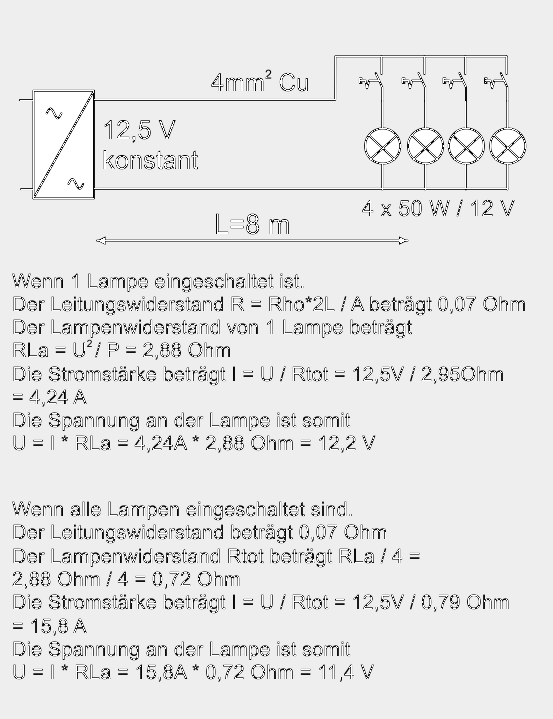 4mm² Cu
12,5 V
konstant
4 x 50 W / 12 V
L=8 m
Wenn 1 Lampe eingeschaltet ist.
Der Leitungswiderstand R = Rho*2L / A beträgt 0,07 Ohm
Der Lampenwiderstand von 1 Lampe beträgt
RLa = U² / P = 2,88 Ohm
Die Stromstärke beträgt I = U / Rtot = 12,5V / 2,95Ohm
= 4,24 A
Die Spannung an der Lampe ist somit
U = I * RLa = 4,24A * 2,88 Ohm = 12,2 V
Wenn alle Lampen eingeschaltet sind.
Der Leitungswiderstand beträgt 0,07 Ohm
Der Lampenwiderstand Rtot beträgt RLa / 4 =
2,88 Ohm / 4 = 0,72 Ohm
Die Stromstärke beträgt I = U / Rtot = 12,5V / 0,79 Ohm
= 15,8 A
Die Spannung an der Lampe ist somit
U = I * RLa = 15,8A * 0,72 Ohm = 11,4 V